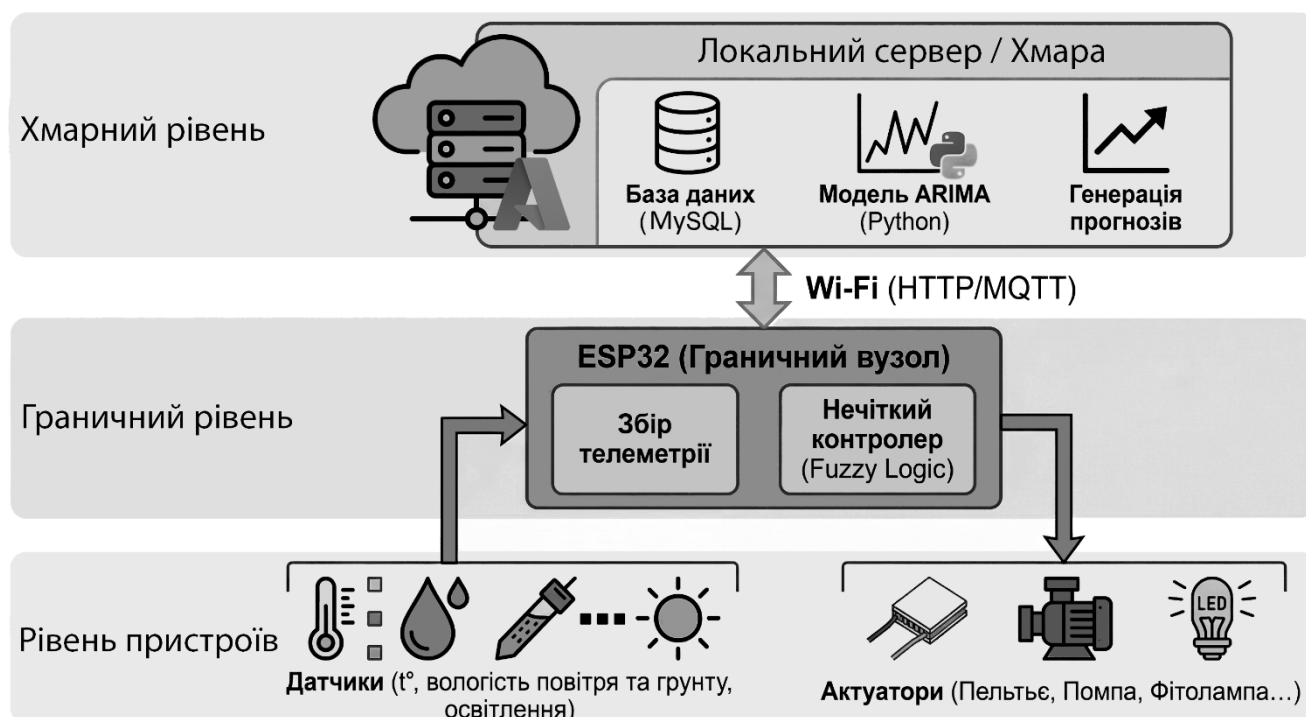 Локальний сервер / Хмара
Хмарний рівень
База даних
(MySQL)
Модель ARIMA
(Python)
Генерація
прогнозів
Wi-Fi (HTTP/MQTT)
ESP32 (Граничний вузол)
Граничний рівень
Збір
телеметрії
Нечіткий
контролер
(Fuzzy Logic)
Рівень пристроїв
LED
Датчики (t°, вологість повітря та грунту,
освітлення)
Актуатори (Пельтьє, Помпа, Фітолампа...)